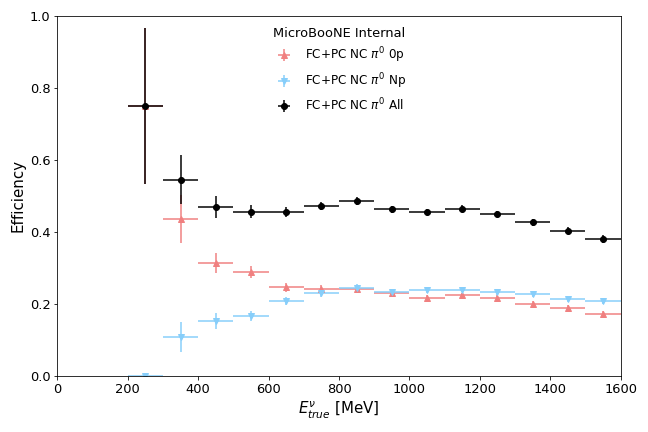 MicroBooNE Internal
FC+PC NC π⁰ 0p
FC+PC NC π⁰ Np
FC+PC NC π⁰ All
Efficiency
1.0
0.8
0.6
0.4
0.2
0.0
0 200 400 600 800 1000 1200 1400 1600
E^ν_true [MeV]